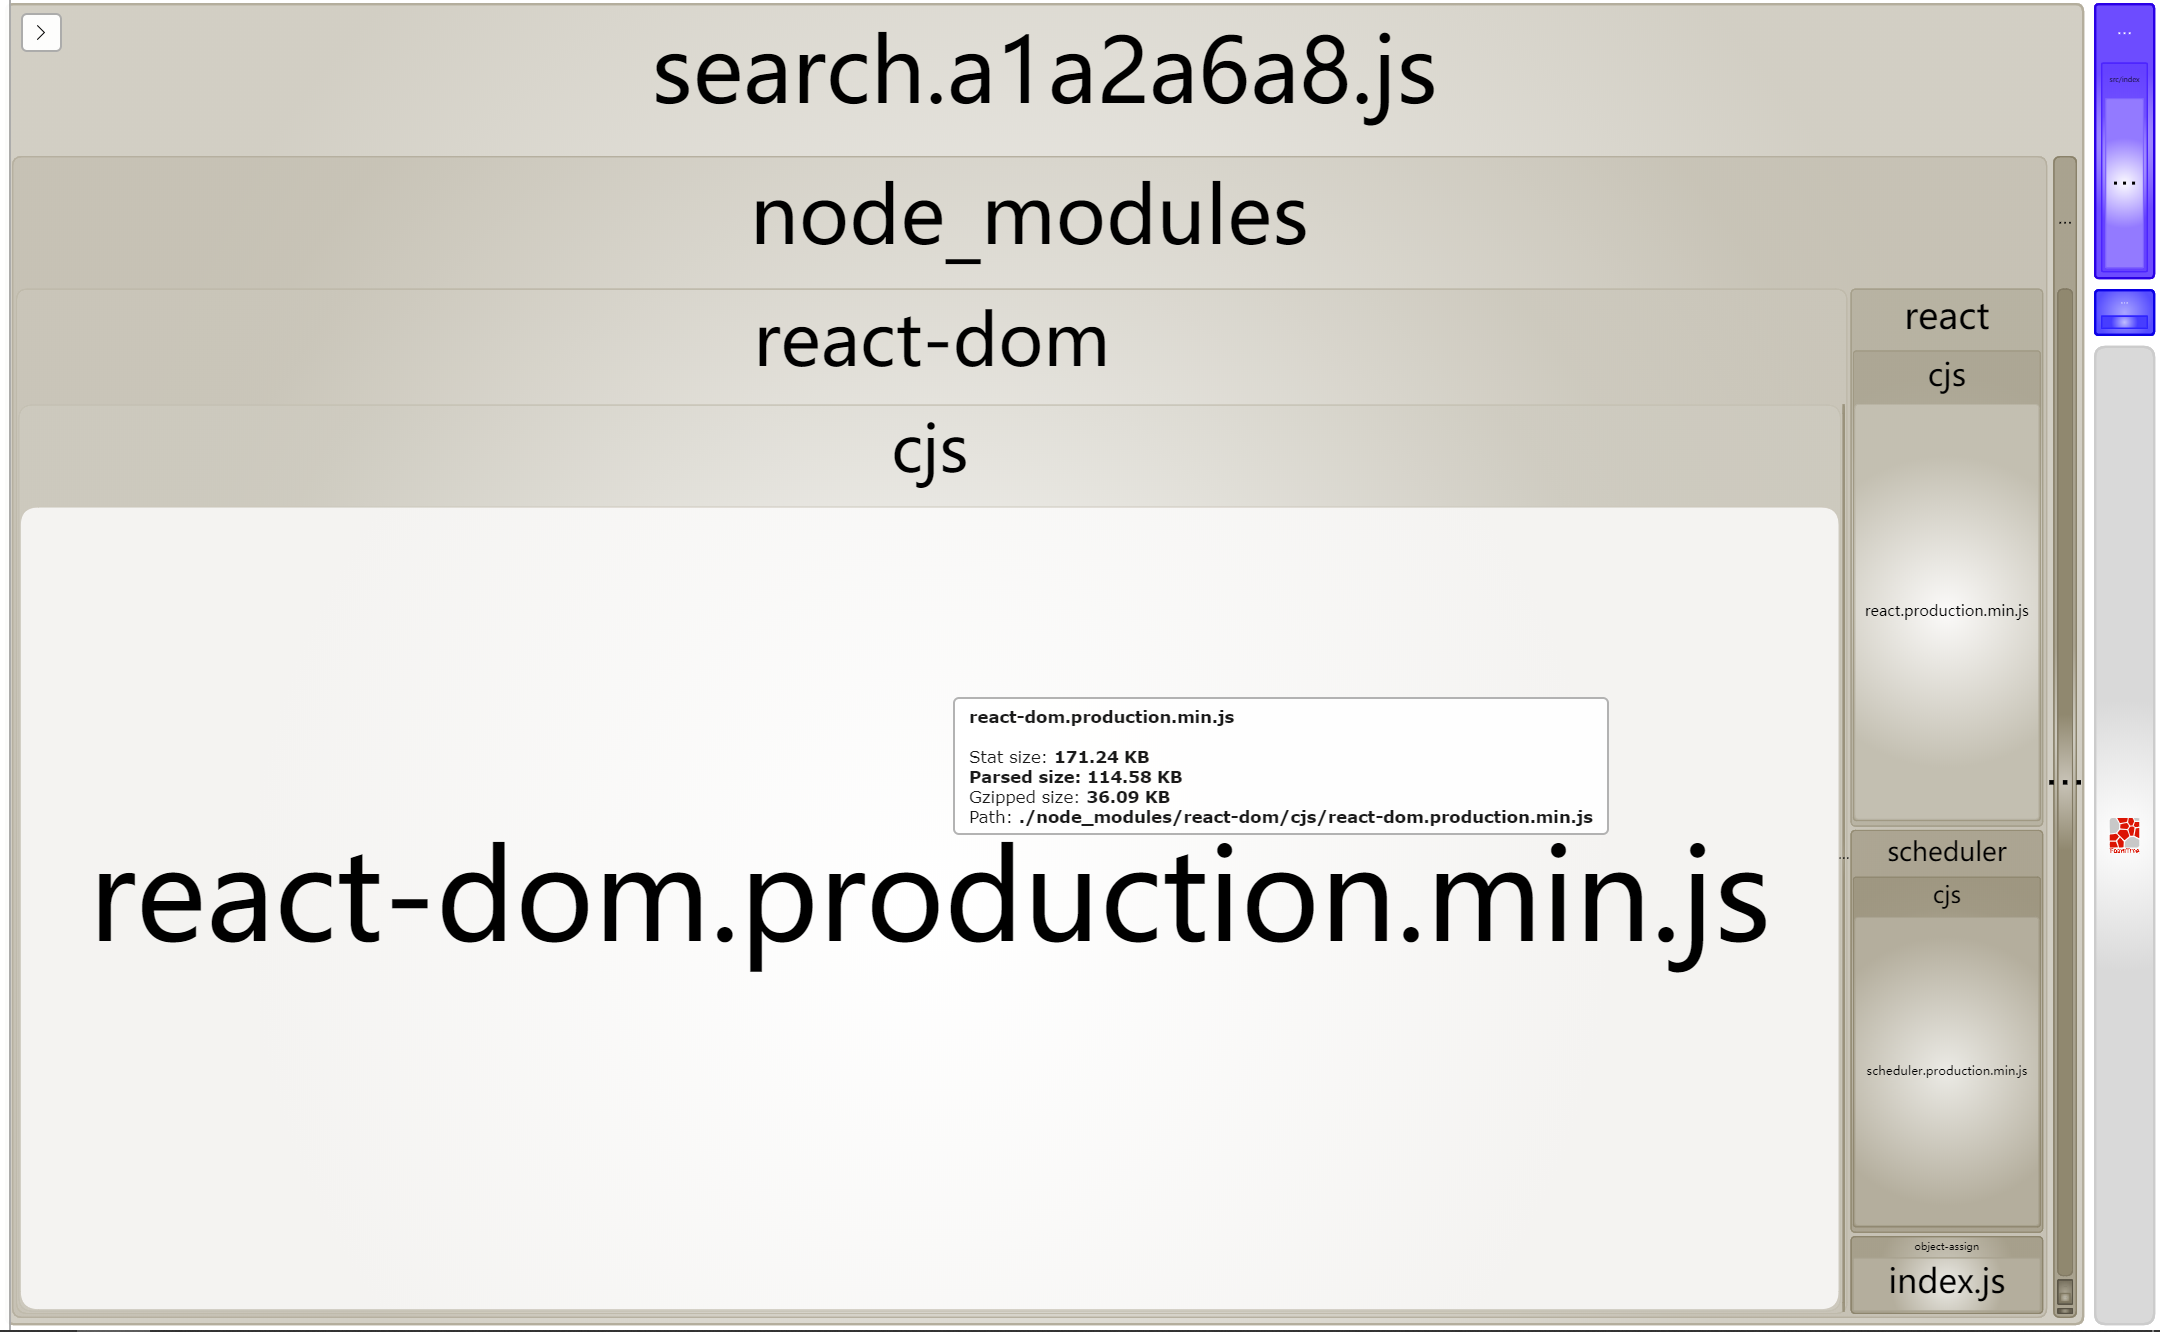 search.a1a2a6a8.js
...
src/index
...
node_modules
...
...
react-dom
react
cjs
cjs
react.production.min.js
react-dom.production.min.js
Stat size: 171.24 KB
Parsed size: 114.58 KB
Gzipped size: 36.09 KB
Path: ./node_modules/react-dom/cjs/react-dom.production.min.js
...
react-dom.production.min.js
...
scheduler
cjs
scheduler.production.min.js
object-assign
index.js
FoamTree